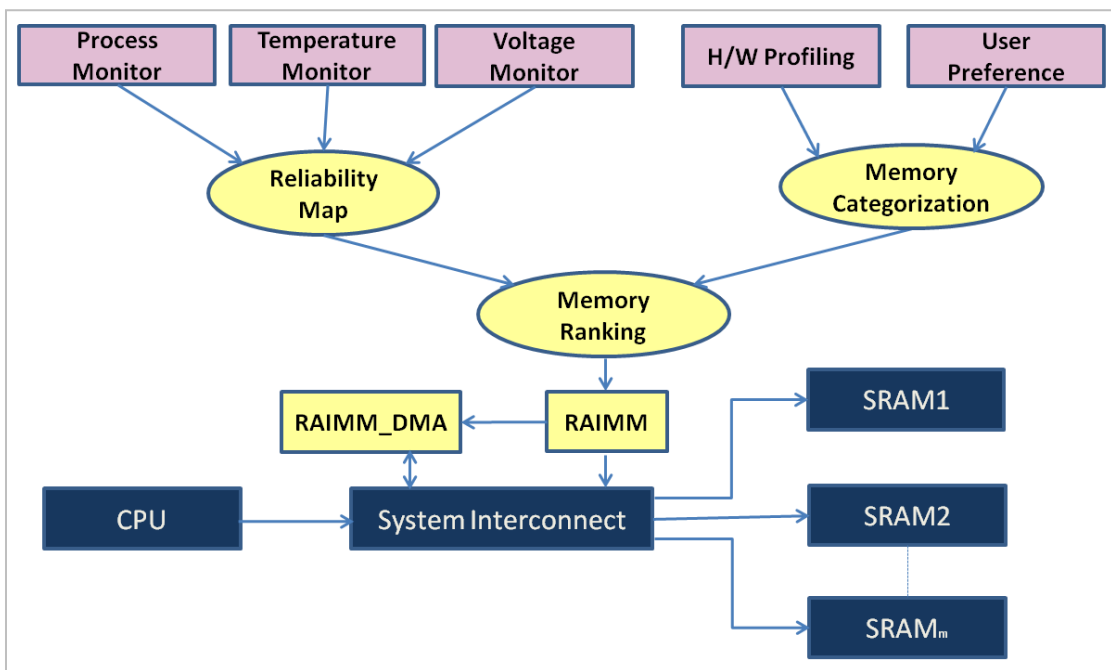 Process
Monitor
Temperature
Monitor
Voltage
Monitor
H/W Profiling
User
Preference
Reliability
Map
Memory
Categorization
Memory
Ranking
RAIMM_DMA
RAIMM
SRAM1
CPU
System Interconnect
SRAM2
SRAMm